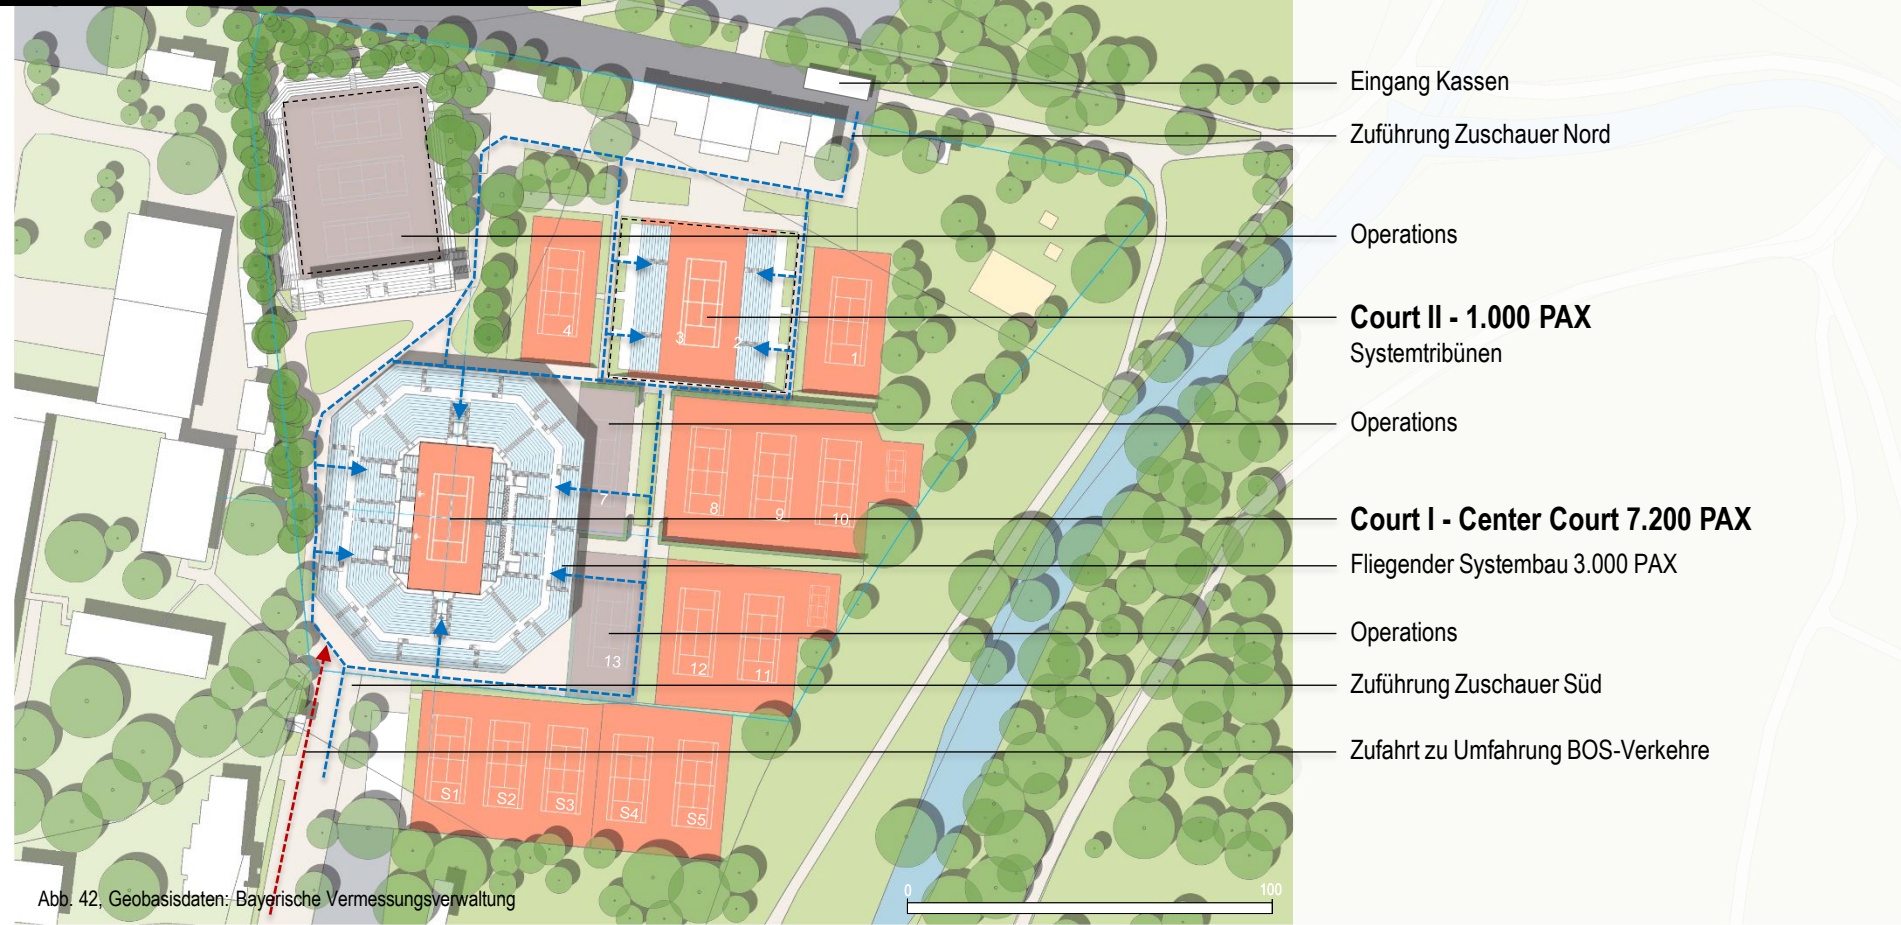 Eingang Kassen
Zuführung Zuschauer Nord
Operations
Court II - 1.000 PAX
Systemtribünen
Operations
Court I - Center Court 7.200 PAX
Fliegender Systembau 3.000 PAX
Operations
Zuführung Zuschauer Süd
Zufahrt zu Umfahrung BOS-Verkehre
4
3
2
1
7
8
9
10
13
12
11
S1
S2
S3
S4
S5
Abb. 42, Geobasisdaten: Bayerische Vermessungsverwaltung
0
100